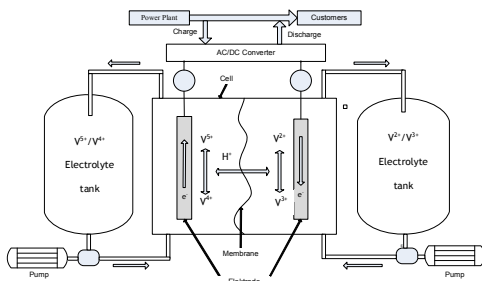 Power Plant
Customers
Charge
Discharge
AC/DC Converter
Cell
V⁵⁺/V⁴⁺
Electrolyte
tank
V⁵⁺
V⁴⁺
e⁻
H⁺
V²⁺
V³⁺
e⁻
V²⁺/V³⁺
Electrolyte
tank
Membrane
Pump
Pump
Elektrode